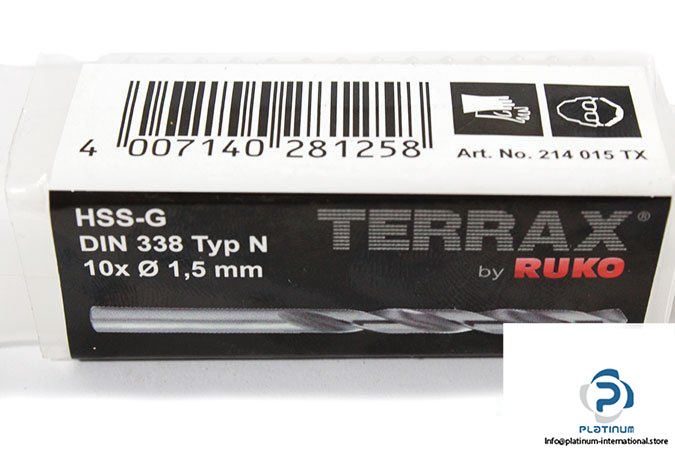 4 007140 281258
Art. No. 214 015 TX
HSS-G
DIN 338 Typ N
10x Ø 1,5 mm
TERRAX®
by RUKO
PLATINUM
Info@platinum-international.store